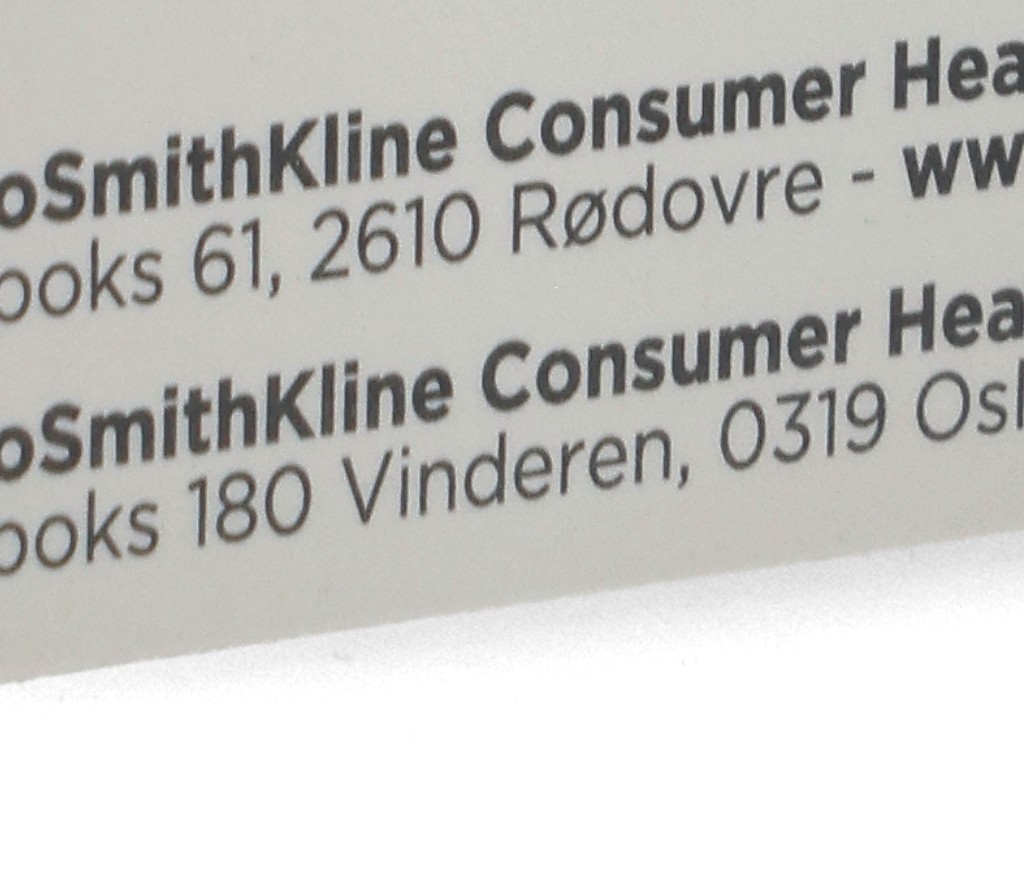 oSmithKline Consumer Hea
ooks 61, 2610 Rødovre - ww
oSmithKline Consumer Hea
ooks 180 Vinderen, 0319 Osl